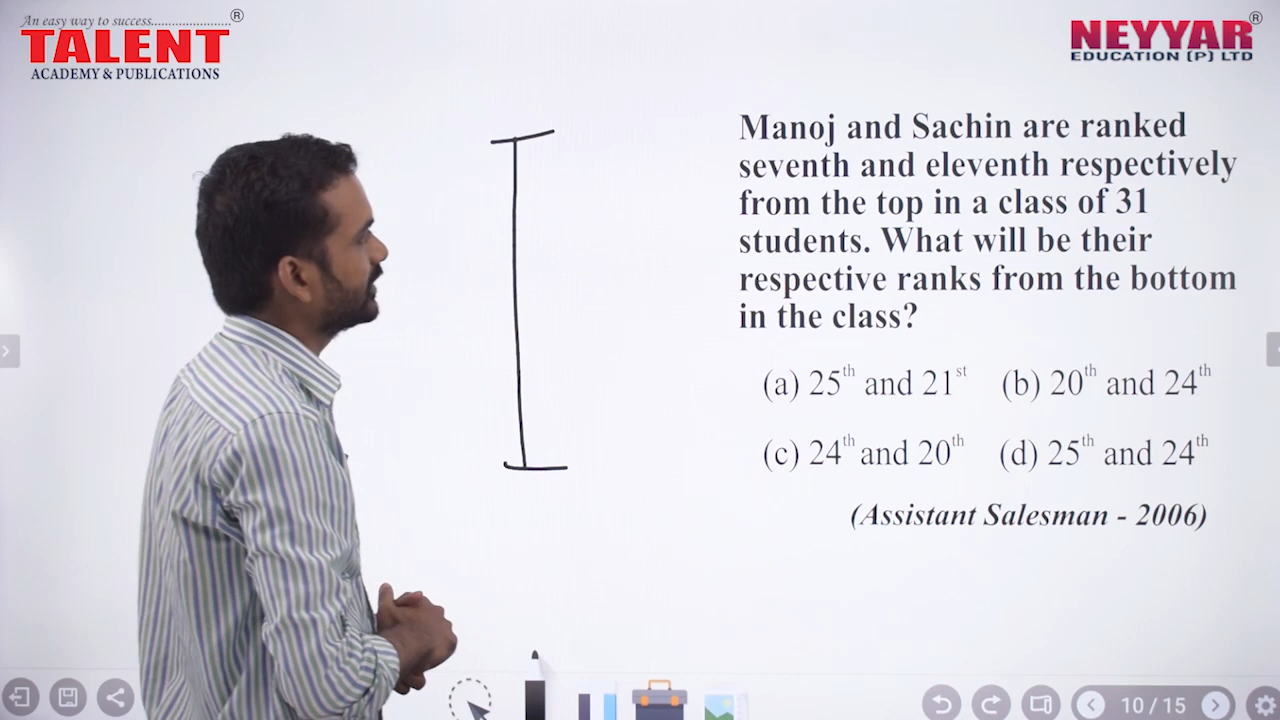 An easy way to success.......................®
TALENT
ACADEMY & PUBLICATIONS
NEYYAR®
EDUCATION (P) LTD
Manoj and Sachin are ranked
seventh and eleventh respectively
from the top in a class of 31
students. What will be their
respective ranks from the bottom
in the class?
(a) 25th and 21st (b) 20th and 24th
(c) 24th and 20th (d) 25th and 24th
(Assistant Salesman - 2006)
10 / 15